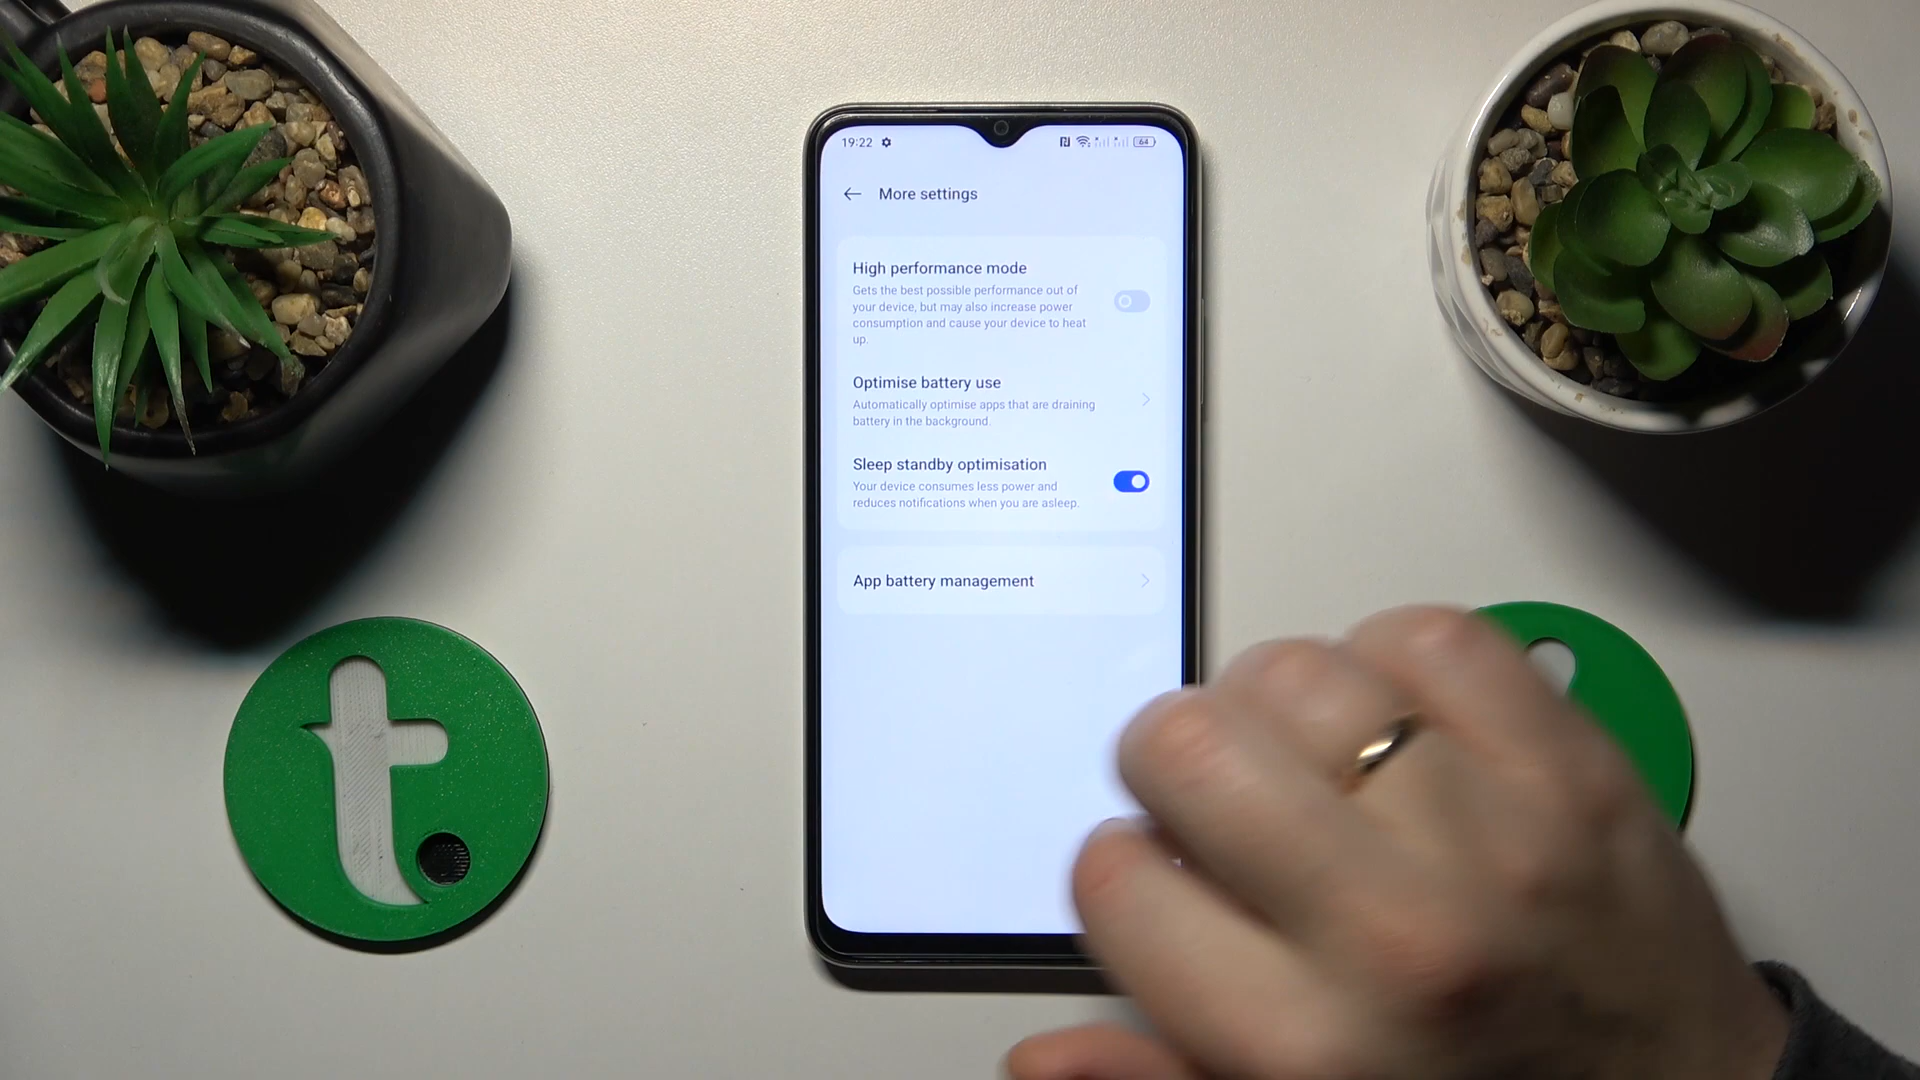 19:22
64
More settings
High performance mode
Gets the best possible performance out of
your device, but may also increase power
consumption and cause your device to heat
up.
Optimise battery use
Automatically optimise apps that are draining
battery in the background.
Sleep standby optimisation
Your device consumes less power and
reduces notifications when you are asleep.
App battery management
t.